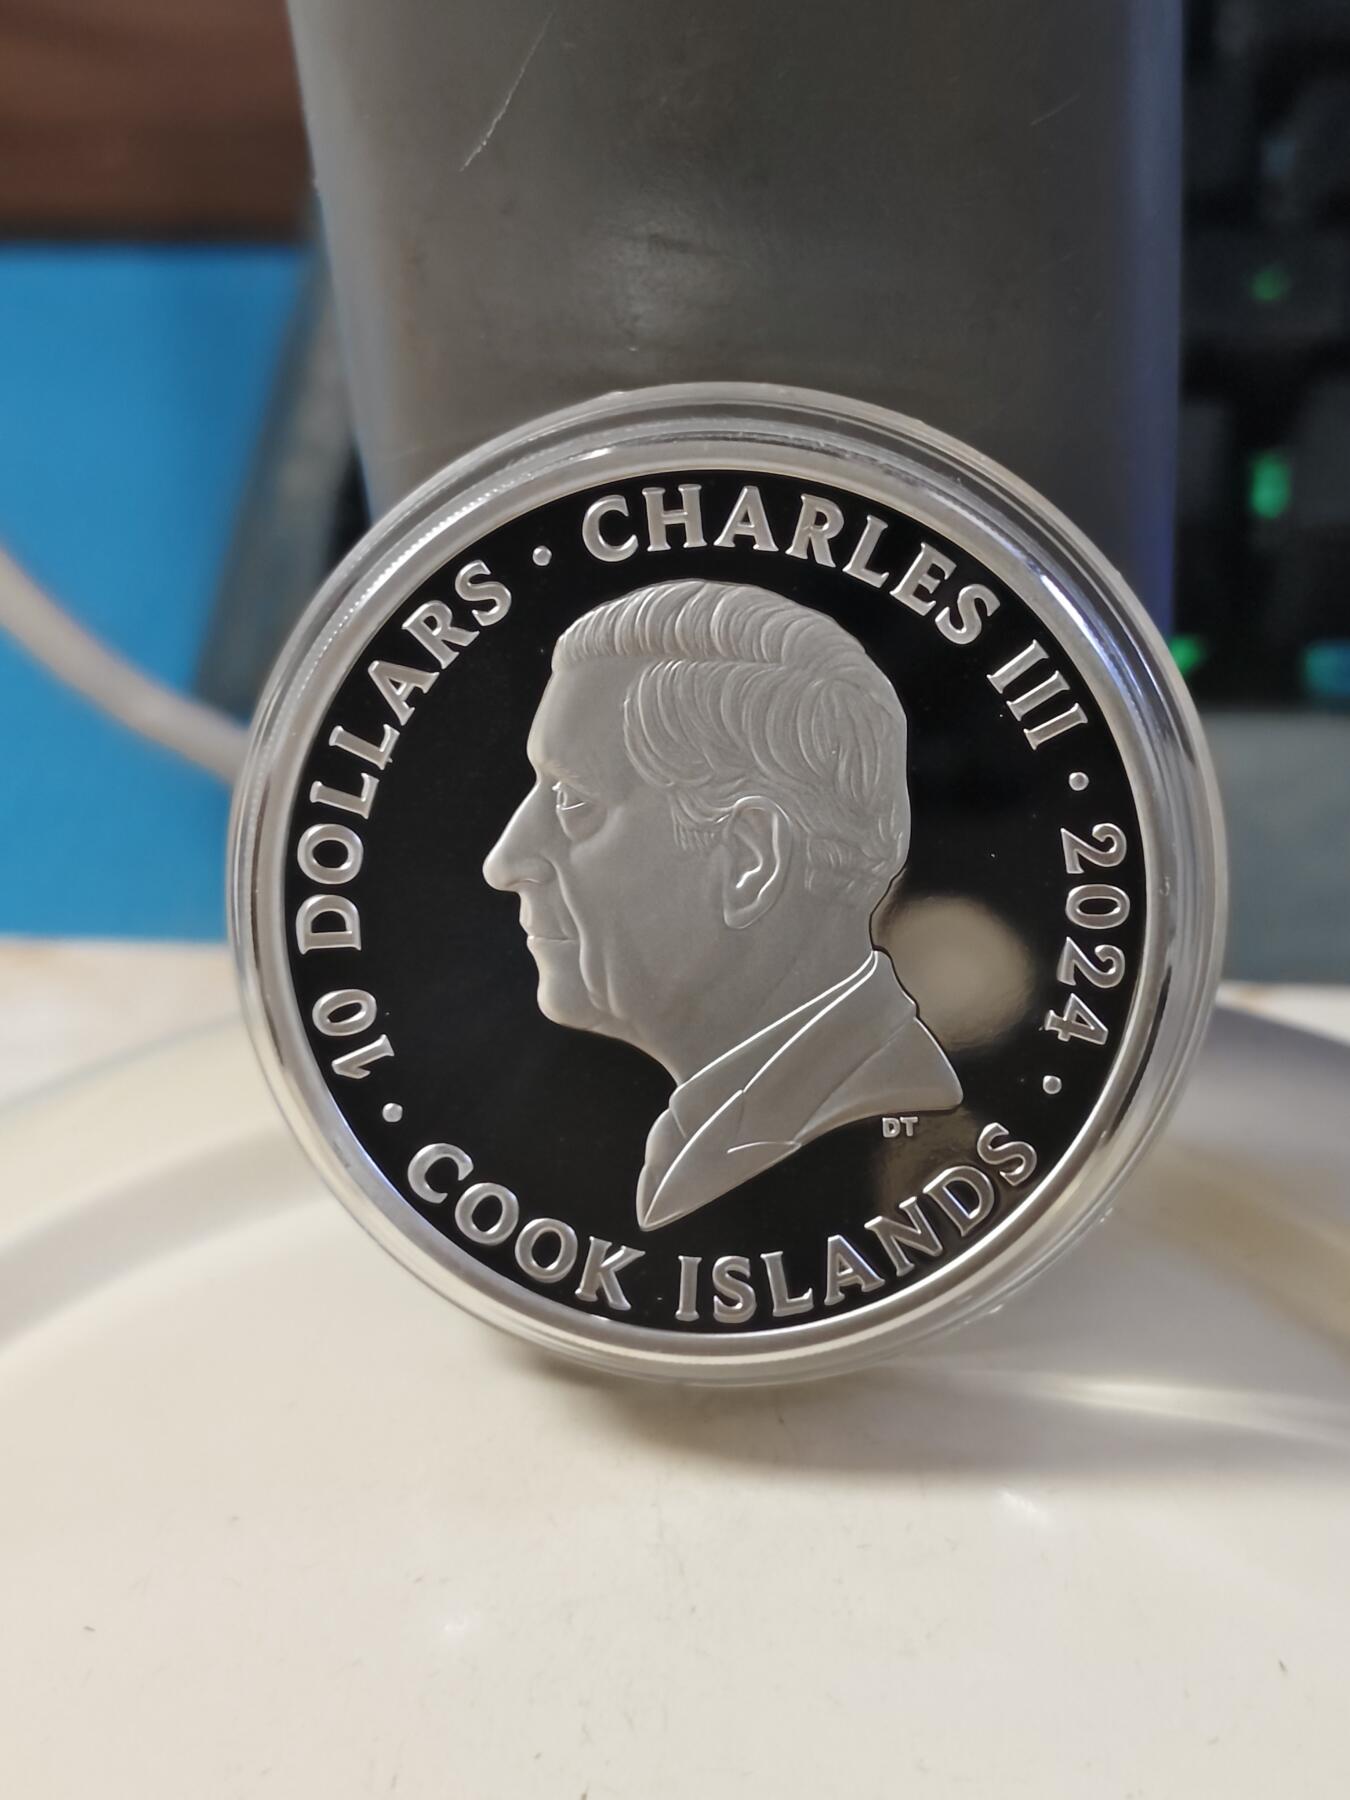 10 DOLLARS · CHARLES III · 2024 ·
COOK ISLANDS ·
DT